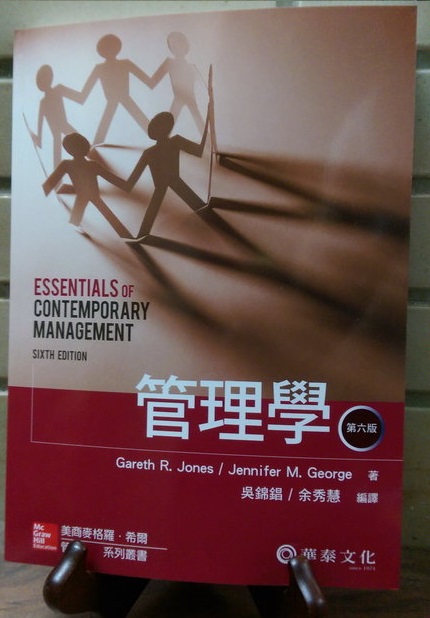 ESSENTIALS OF
CONTEMPORARY
MANAGEMENT
SIXTH EDITION
管理學
第六版
Gareth R. Jones / Jennifer M. George 著
吳錦錩 / 余秀慧 編譯
Mc
Graw
Hill
Education
美商麥格羅·希爾
系列叢書
華泰文化
since 1974